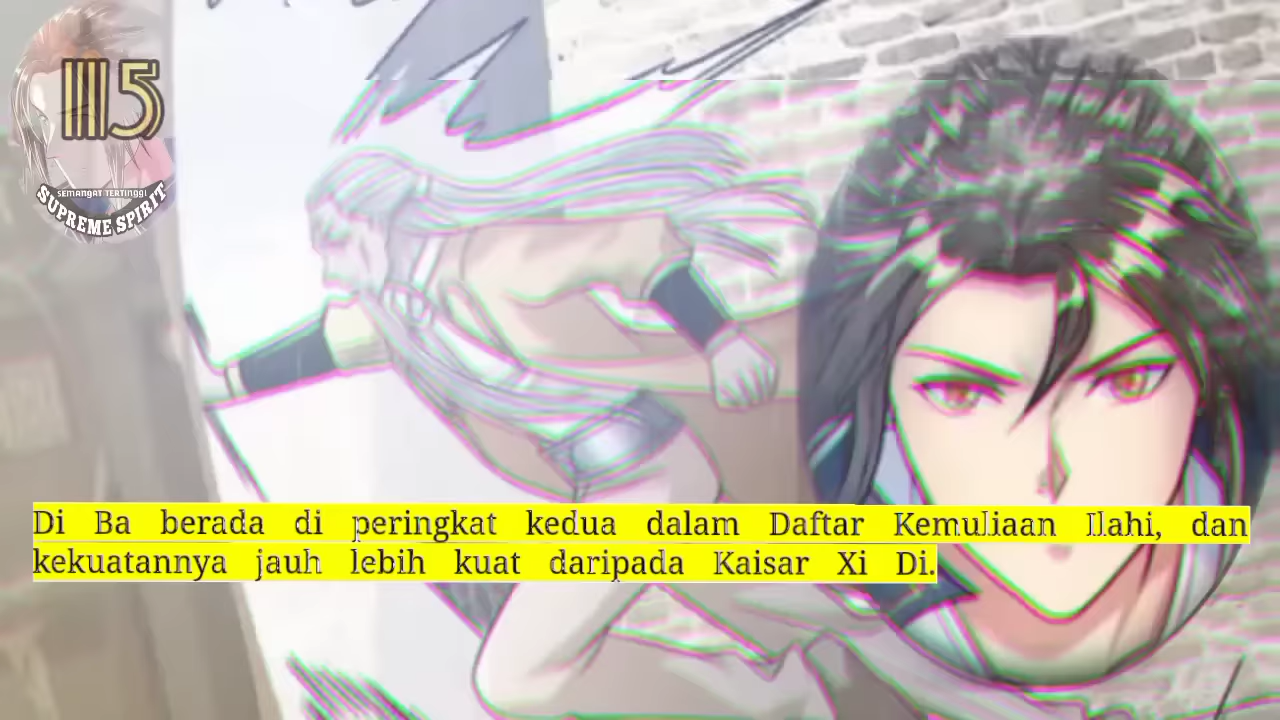 115
SEMANGAT TERTINGGI
SUPREME SPIRIT
Di Ba berada di peringkat kedua dalam Daftar Kemuliaan Ilahi, dan
kekuatannya jauh lebih kuat daripada Kaisar Xi Di.